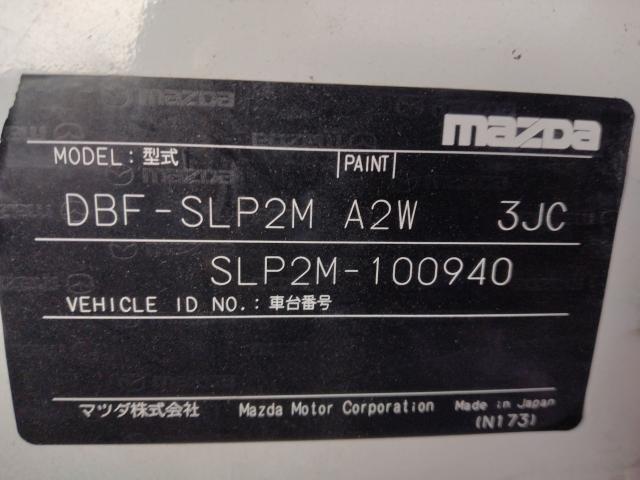 mazda
MODEL: 型式 PAINT
DBF-SLP2M A2W 3JC
SLP2M-100940
VEHICLE ID NO.: 車台番号
マツダ株式会社 Mazda Motor Corporation Made in Japan
(N173)